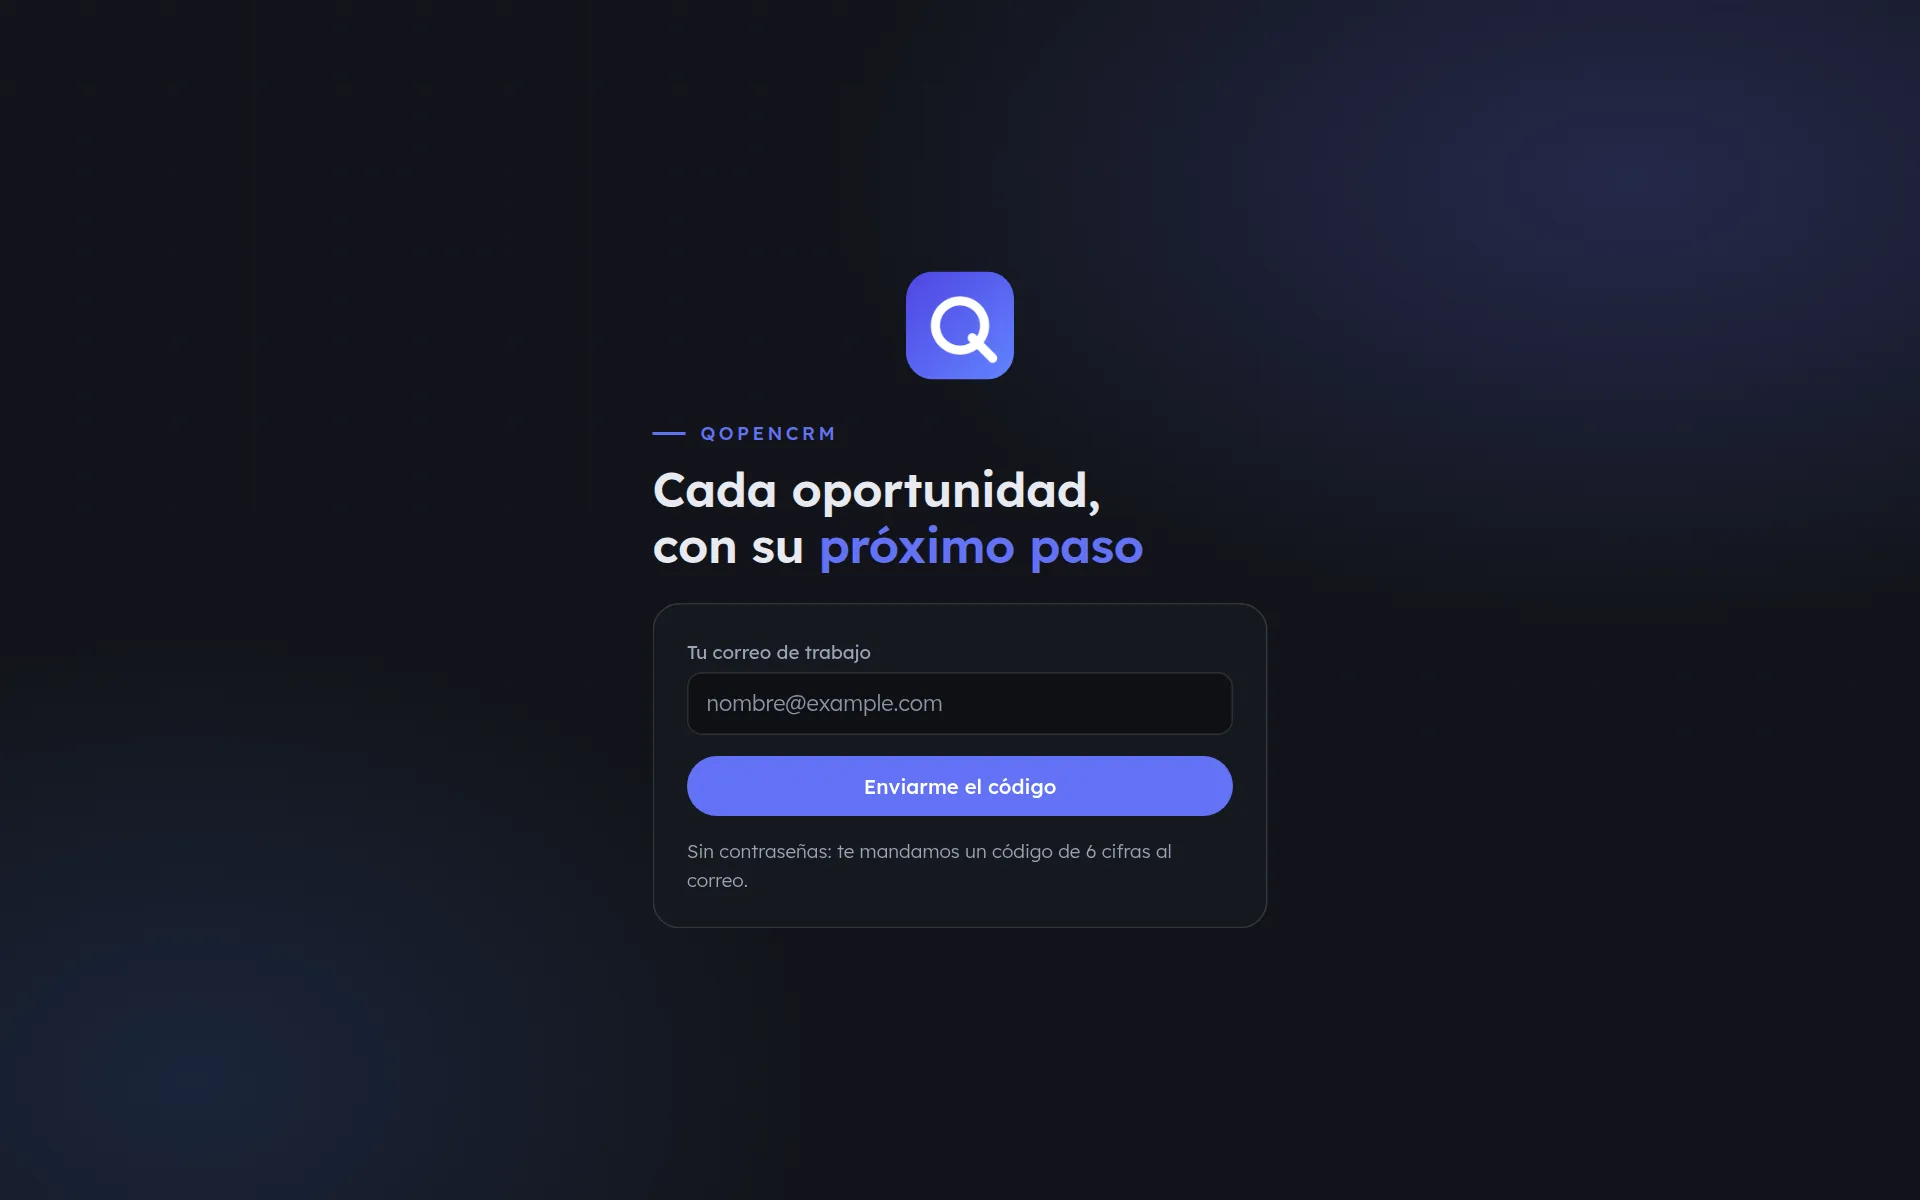 QOPENCRM
Cada oportunidad,
con su próximo paso
Tu correo de trabajo
nombre@example.com
Enviarme el código
Sin contraseñas: te mandamos un código de 6 cifras al
correo.